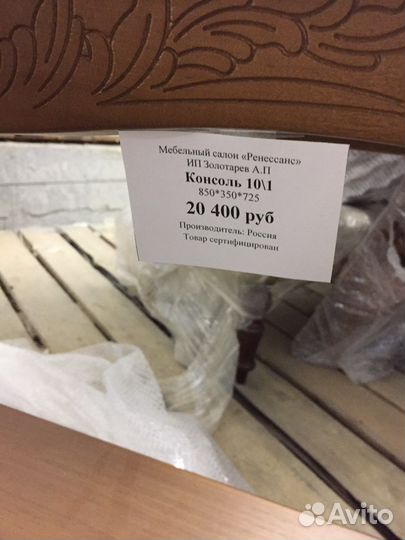 Мебельный салон «Ренессанс»
ИП Золотарев А.П
Консоль 10\1
850*350*725
20 400 руб
Производитель: Россия
Товар сертифицирован
Avito